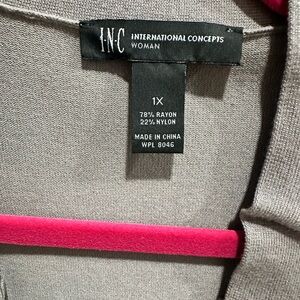 I·N·C INTERNATIONAL CONCEPTS
WOMAN
1X
78% RAYON
22% NYLON
MADE IN CHINA
WPL 8046